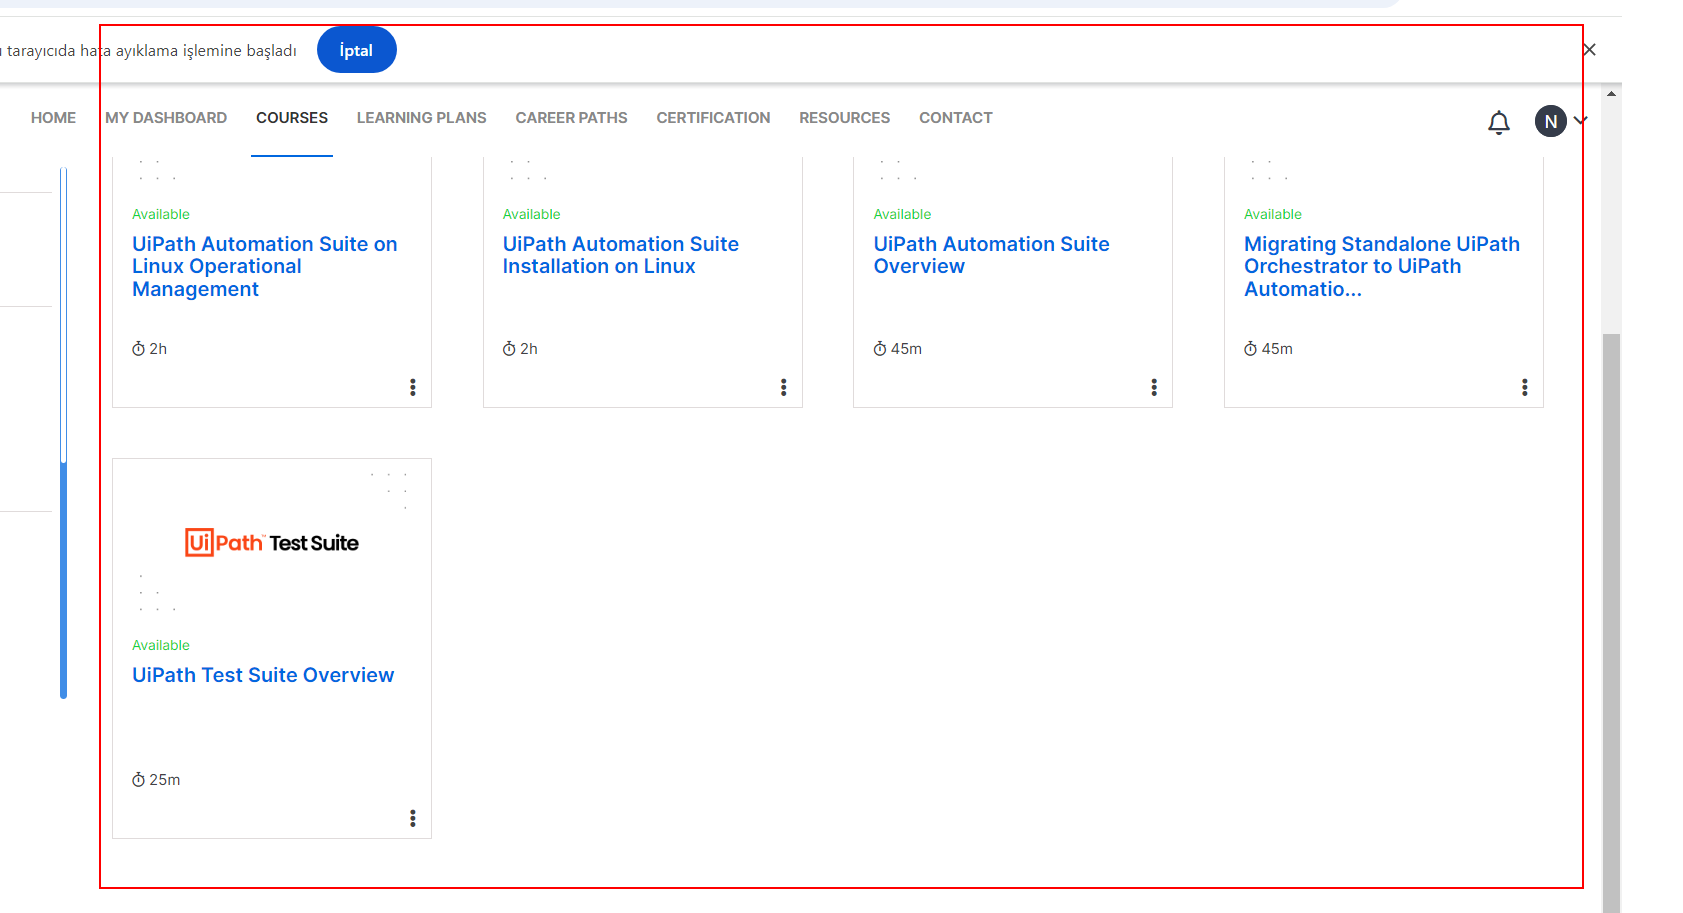 tarayıcıda hata ayıklama işlemine başladı
İptal
HOME MY DASHBOARD COURSES LEARNING PLANS CAREER PATHS CERTIFICATION RESOURCES CONTACT
N
Available
UiPath Automation Suite on
Linux Operational
Management
2h
Available
UiPath Automation Suite
Installation on Linux
2h
Available
UiPath Automation Suite
Overview
45m
Available
Migrating Standalone UiPath
Orchestrator to UiPath
Automatio...
45m
UiPath™ Test Suite
Available
UiPath Test Suite Overview
25m